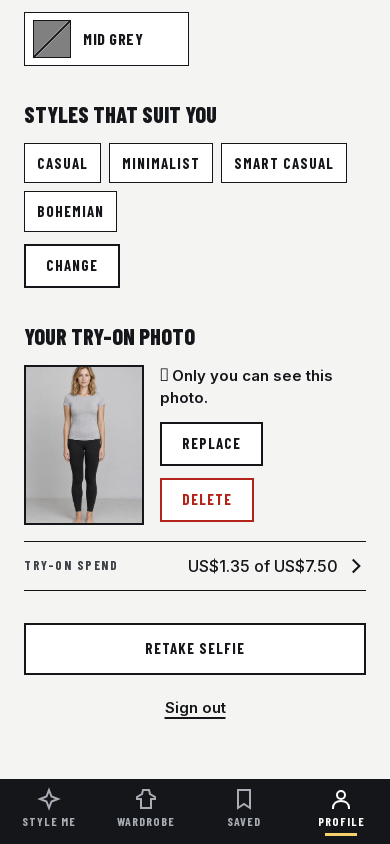 MID GREY
STYLES THAT SUIT YOU
CASUAL MINIMALIST SMART CASUAL
BOHEMIAN
CHANGE
YOUR TRY-ON PHOTO
Only you can see this
photo.
REPLACE
DELETE
TRY-ON SPEND US$1.35 of US$7.50
RETAKE SELFIE
Sign out
STYLE ME WARDROBE SAVED PROFILE